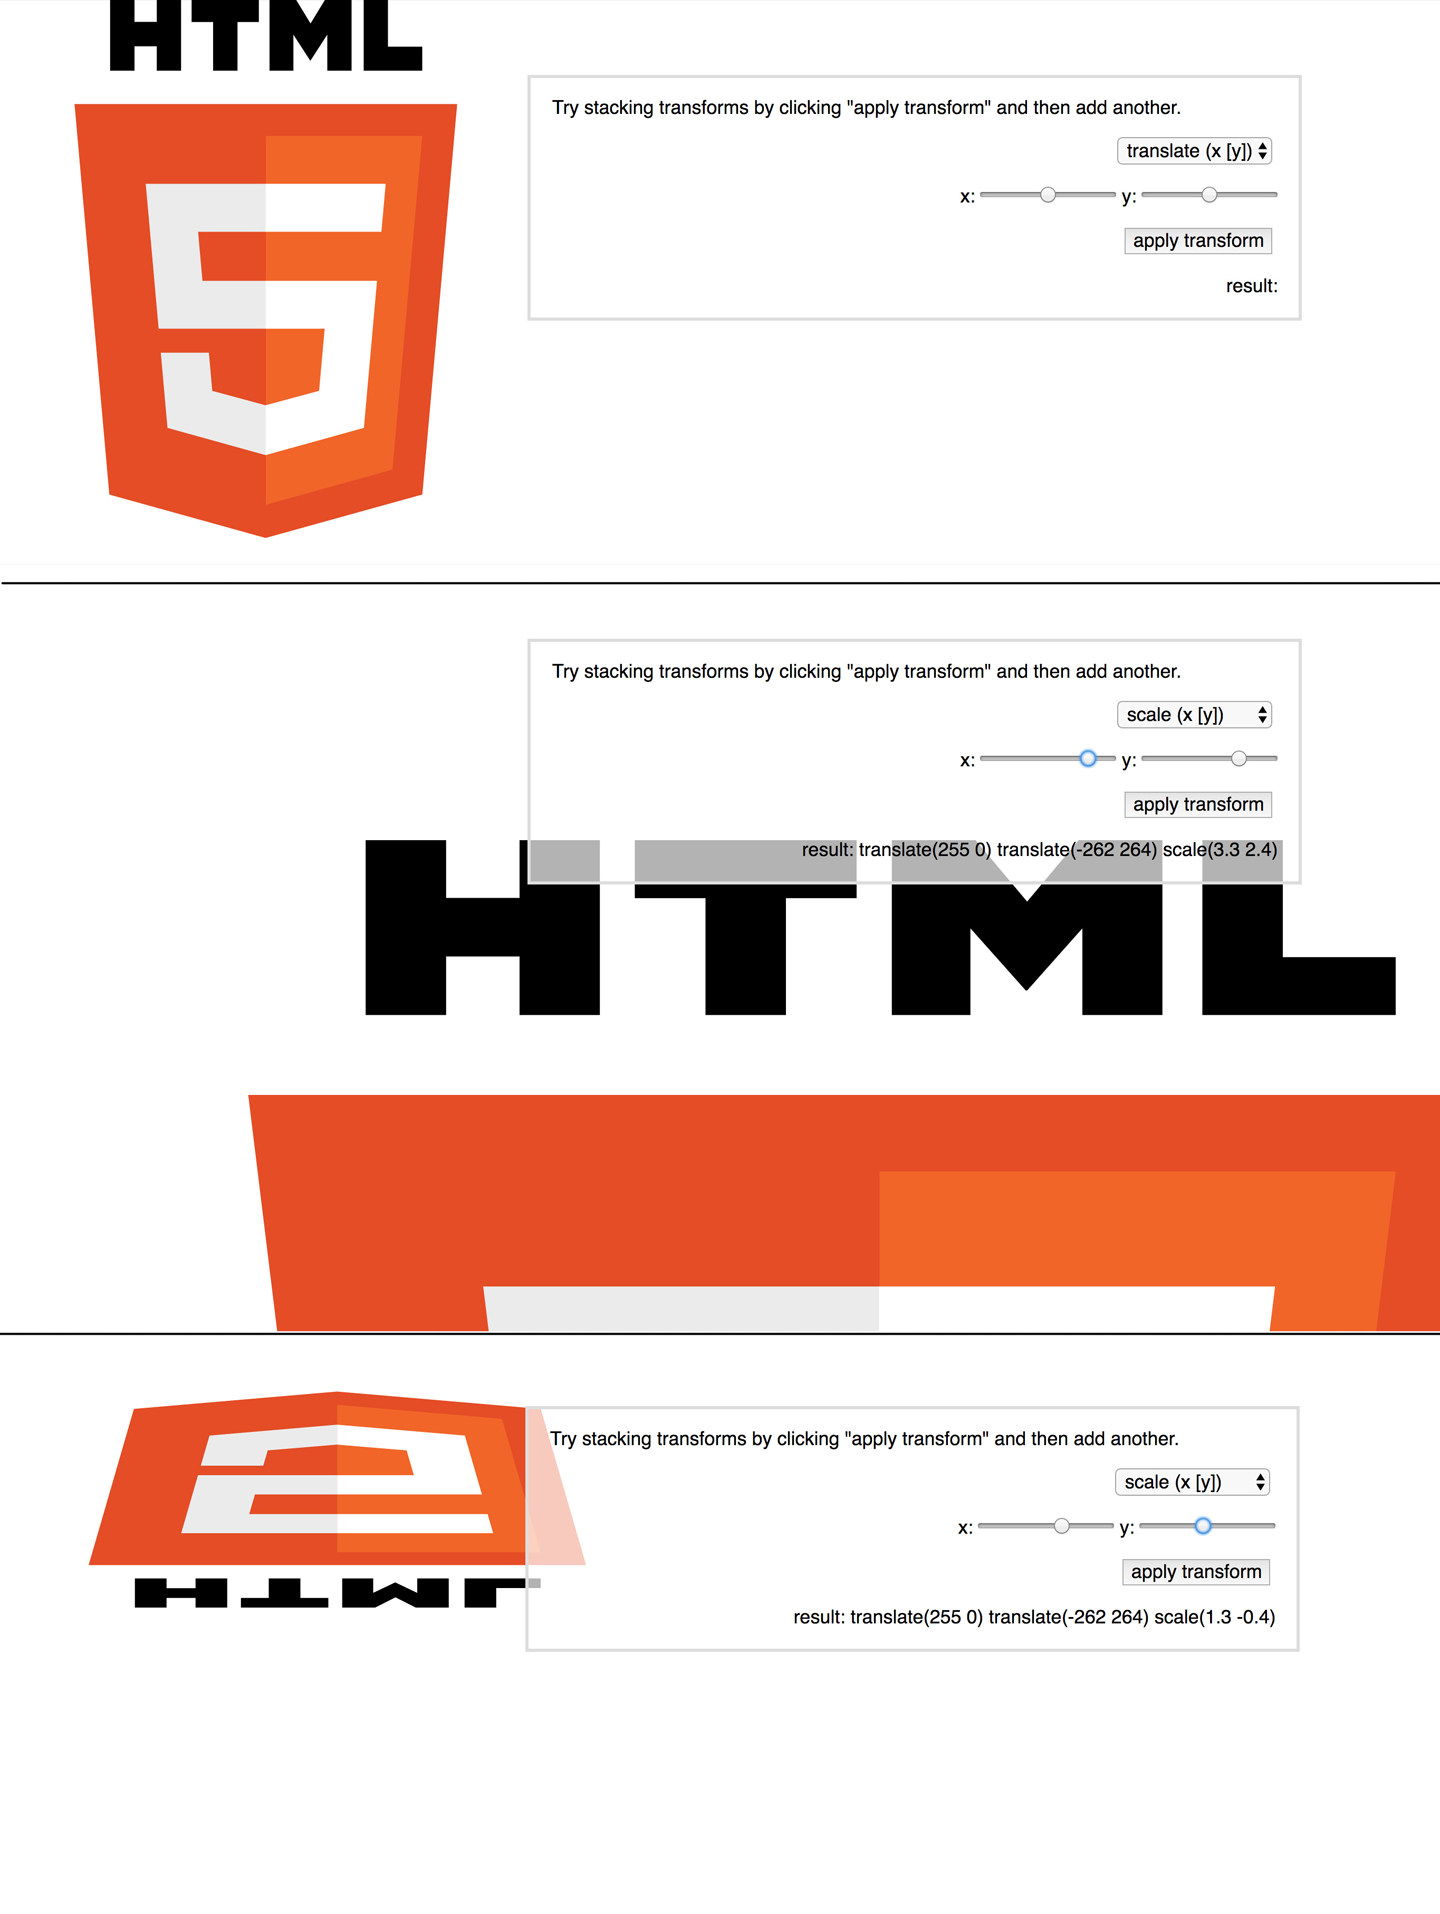 HTML
Try stacking transforms by clicking "apply transform" and then add another.
translate (x [y])
x: y:
apply transform
result:
5
Try stacking transforms by clicking "apply transform" and then add another.
scale (x [y])
x: y:
apply transform
result: translate(255 0) translate(-262 264) scale(3.3 2.4)
HTML
Try stacking transforms by clicking "apply transform" and then add another.
scale (x [y])
x: y:
apply transform
result: translate(255 0) translate(-262 264) scale(1.3 -0.4)
5
HTML